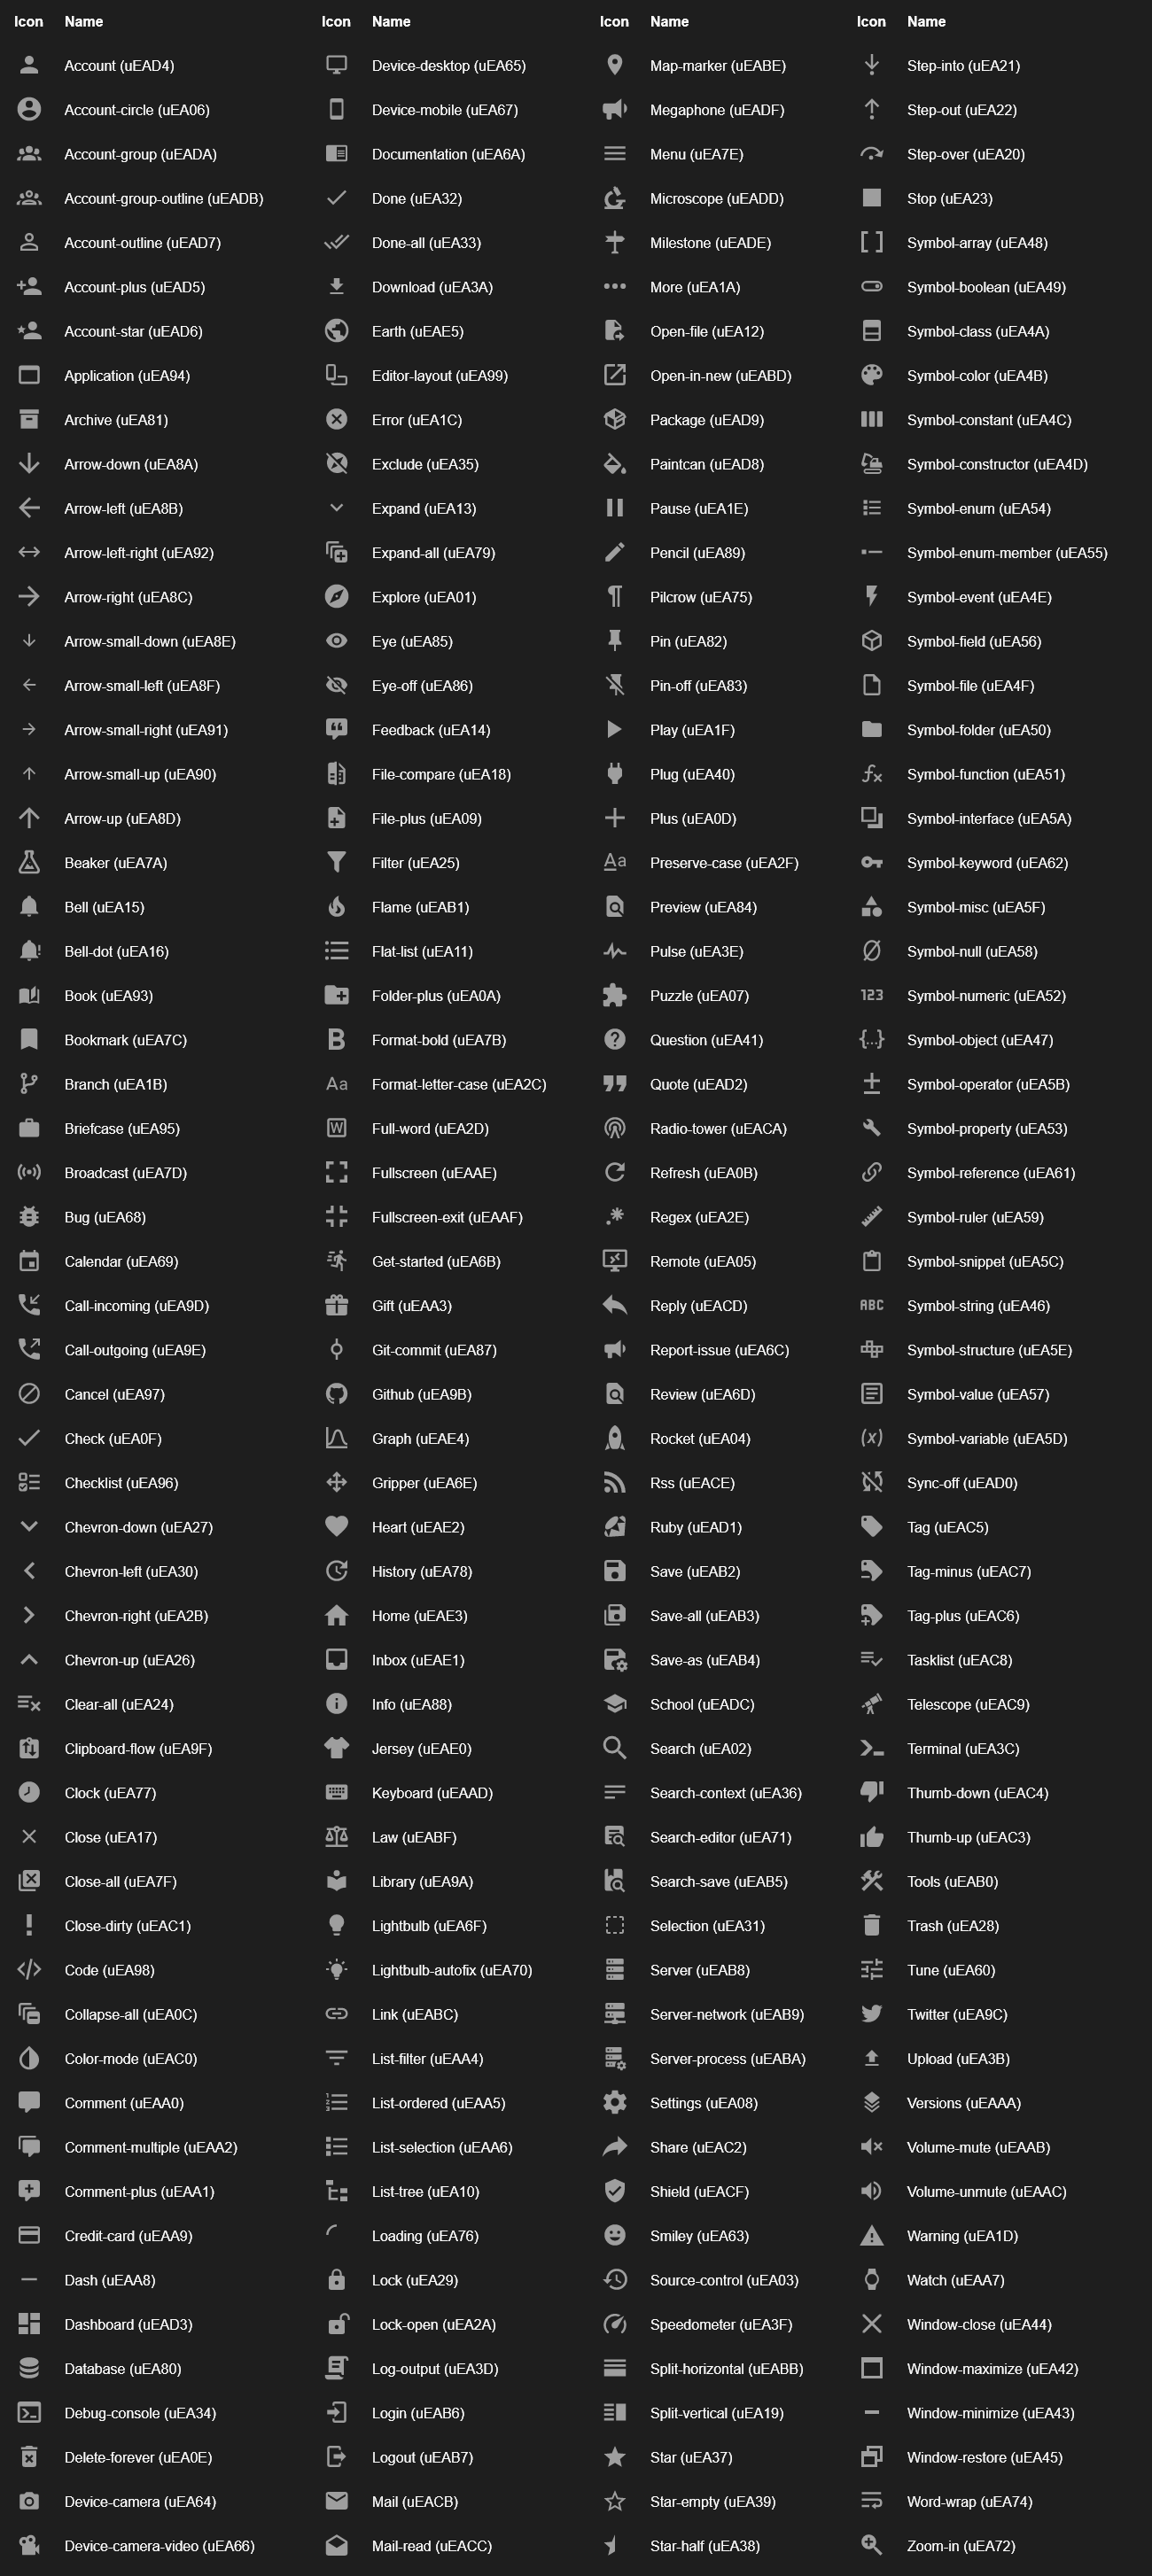 Icon Name Icon Name Icon Name Icon Name
Account (uEAD4) Device-desktop (uEA65) Map-marker (uEABE) Step-into (uEA21)
Account-circle (uEA06) Device-mobile (uEA67) Megaphone (uEADF) Step-out (uEA22)
Account-group (uEADA) Documentation (uEA6A) Menu (uEA7E) Step-over (uEA20)
Account-group-outline (uEADB) Done (uEA32) Microscope (uEADD) Stop (uEA23)
Account-outline (uEAD7) Done-all (uEA33) Milestone (uEADE) Symbol-array (uEA48)
Account-plus (uEAD5) Download (uEA3A) More (uEA1A) Symbol-boolean (uEA49)
Account-star (uEAD6) Earth (uEAE5) Open-file (uEA12) Symbol-class (uEA4A)
Application (uEA94) Editor-layout (uEA99) Open-in-new (uEABD) Symbol-color (uEA4B)
Archive (uEA81) Error (uEA1C) Package (uEAD9) Symbol-constant (uEA4C)
Arrow-down (uEA8A) Exclude (uEA35) Paintcan (uEAD8) Symbol-constructor (uEA4D)
Arrow-left (uEA8B) Expand (uEA13) Pause (uEA1E) Symbol-enum (uEA54)
Arrow-left-right (uEA92) Expand-all (uEA79) Pencil (uEA89) Symbol-enum-member (uEA55)
Arrow-right (uEA8C) Explore (uEA01) Pilcrow (uEA75) Symbol-event (uEA4E)
Arrow-small-down (uEA8E) Eye (uEA85) Pin (uEA82) Symbol-field (uEA56)
Arrow-small-left (uEA8F) Eye-off (uEA86) Pin-off (uEA83) Symbol-file (uEA4F)
Arrow-small-right (uEA91) Feedback (uEA14) Play (uEA1F) Symbol-folder (uEA50)
Arrow-small-up (uEA90) File-compare (uEA18) Plug (uEA40) Symbol-function (uEA51)
Arrow-up (uEA8D) File-plus (uEA09) Plus (uEA0D) Symbol-interface (uEA5A)
Beaker (uEA7A) Filter (uEA25) Aa Preserve-case (uEA2F) Symbol-keyword (uEA62)
Bell (uEA15) Flame (uEAB1) Preview (uEA84) Symbol-misc (uEA5F)
Bell-dot (uEA16) Flat-list (uEA11) Pulse (uEA3E) Symbol-null (uEA58)
Book (uEA93) Folder-plus (uEA0A) Puzzle (uEA07) 123 Symbol-numeric (uEA52)
Bookmark (uEA7C) B Format-bold (uEA7B) Question (uEA41) {...} Symbol-object (uEA47)
Branch (uEA1B) Aa Format-letter-case (uEA2C) Quote (uEAD2) Symbol-operator (uEA5B)
Briefcase (uEA95) W Full-word (uEA2D) Radio-tower (uEACA) Symbol-property (uEA53)
Broadcast (uEA7D) Fullscreen (uEAAE) Refresh (uEA0B) Symbol-reference (uEA61)
Bug (uEA68) Fullscreen-exit (uEAAF) Regex (uEA2E) Symbol-ruler (uEA59)
Calendar (uEA69) Get-started (uEA6B) Remote (uEA05) Symbol-snippet (uEA5C)
Call-incoming (uEA9D) Gift (uEAA3) Reply (uEACD) ABC Symbol-string (uEA46)
Call-outgoing (uEA9E) Git-commit (uEA87) Report-issue (uEA6C) Symbol-structure (uEA5E)
Cancel (uEA97) Github (uEA9B) Review (uEA6D) Symbol-value (uEA57)
Check (uEA0F) Graph (uEAE4) Rocket (uEA04) (x) Symbol-variable (uEA5D)
Checklist (uEA96) Gripper (uEA6E) Rss (uEACE) Sync-off (uEAD0)
Chevron-down (uEA27) Heart (uEAE2) Ruby (uEAD1) Tag (uEAC5)
Chevron-left (uEA30) History (uEA78) Save (uEAB2) Tag-minus (uEAC7)
Chevron-right (uEA2B) Home (uEAE3) Save-all (uEAB3) Tag-plus (uEAC6)
Chevron-up (uEA26) Inbox (uEAE1) Save-as (uEAB4) Tasklist (uEAC8)
Clear-all (uEA24) Info (uEA88) School (uEADC) Telescope (uEAC9)
Clipboard-flow (uEA9F) Jersey (uEAE0) Search (uEA02) Terminal (uEA3C)
Clock (uEA77) Keyboard (uEAAD) Search-context (uEA36) Thumb-down (uEAC4)
Close (uEA17) Law (uEABF) Search-editor (uEA71) Thumb-up (uEAC3)
Close-all (uEA7F) Library (uEA9A) Search-save (uEAB5) Tools (uEAB0)
Close-dirty (uEAC1) Lightbulb (uEA6F) Selection (uEA31) Trash (uEA28)
Code (uEA98) Lightbulb-autofix (uEA70) Server (uEAB8) Tune (uEA60)
Collapse-all (uEA0C) Link (uEABC) Server-network (uEAB9) Twitter (uEA9C)
Color-mode (uEAC0) List-filter (uEAA4) Server-process (uEABA) Upload (uEA3B)
Comment (uEAA0) List-ordered (uEAA5) Settings (uEA08) Versions (uEAAA)
Comment-multiple (uEAA2) List-selection (uEAA6) Share (uEAC2) Volume-mute (uEAAB)
Comment-plus (uEAA1) List-tree (uEA10) Shield (uEACF) Volume-unmute (uEAAC)
Credit-card (uEAA9) Loading (uEA76) Smiley (uEA63) Warning (uEA1D)
Dash (uEAA8) Lock (uEA29) Source-control (uEA03) Watch (uEAA7)
Dashboard (uEAD3) Lock-open (uEA2A) Speedometer (uEA3F) Window-close (uEA44)
Database (uEA80) Log-output (uEA3D) Split-horizontal (uEABB) Window-maximize (uEA42)
Debug-console (uEA34) Login (uEAB6) Split-vertical (uEA19) Window-minimize (uEA43)
Delete-forever (uEA0E) Logout (uEAB7) Star (uEA37) Window-restore (uEA45)
Device-camera (uEA64) Mail (uEACB) Star-empty (uEA39) Word-wrap (uEA74)
Device-camera-video (uEA66) Mail-read (uEACC) Star-half (uEA38) Zoom-in (uEA72)